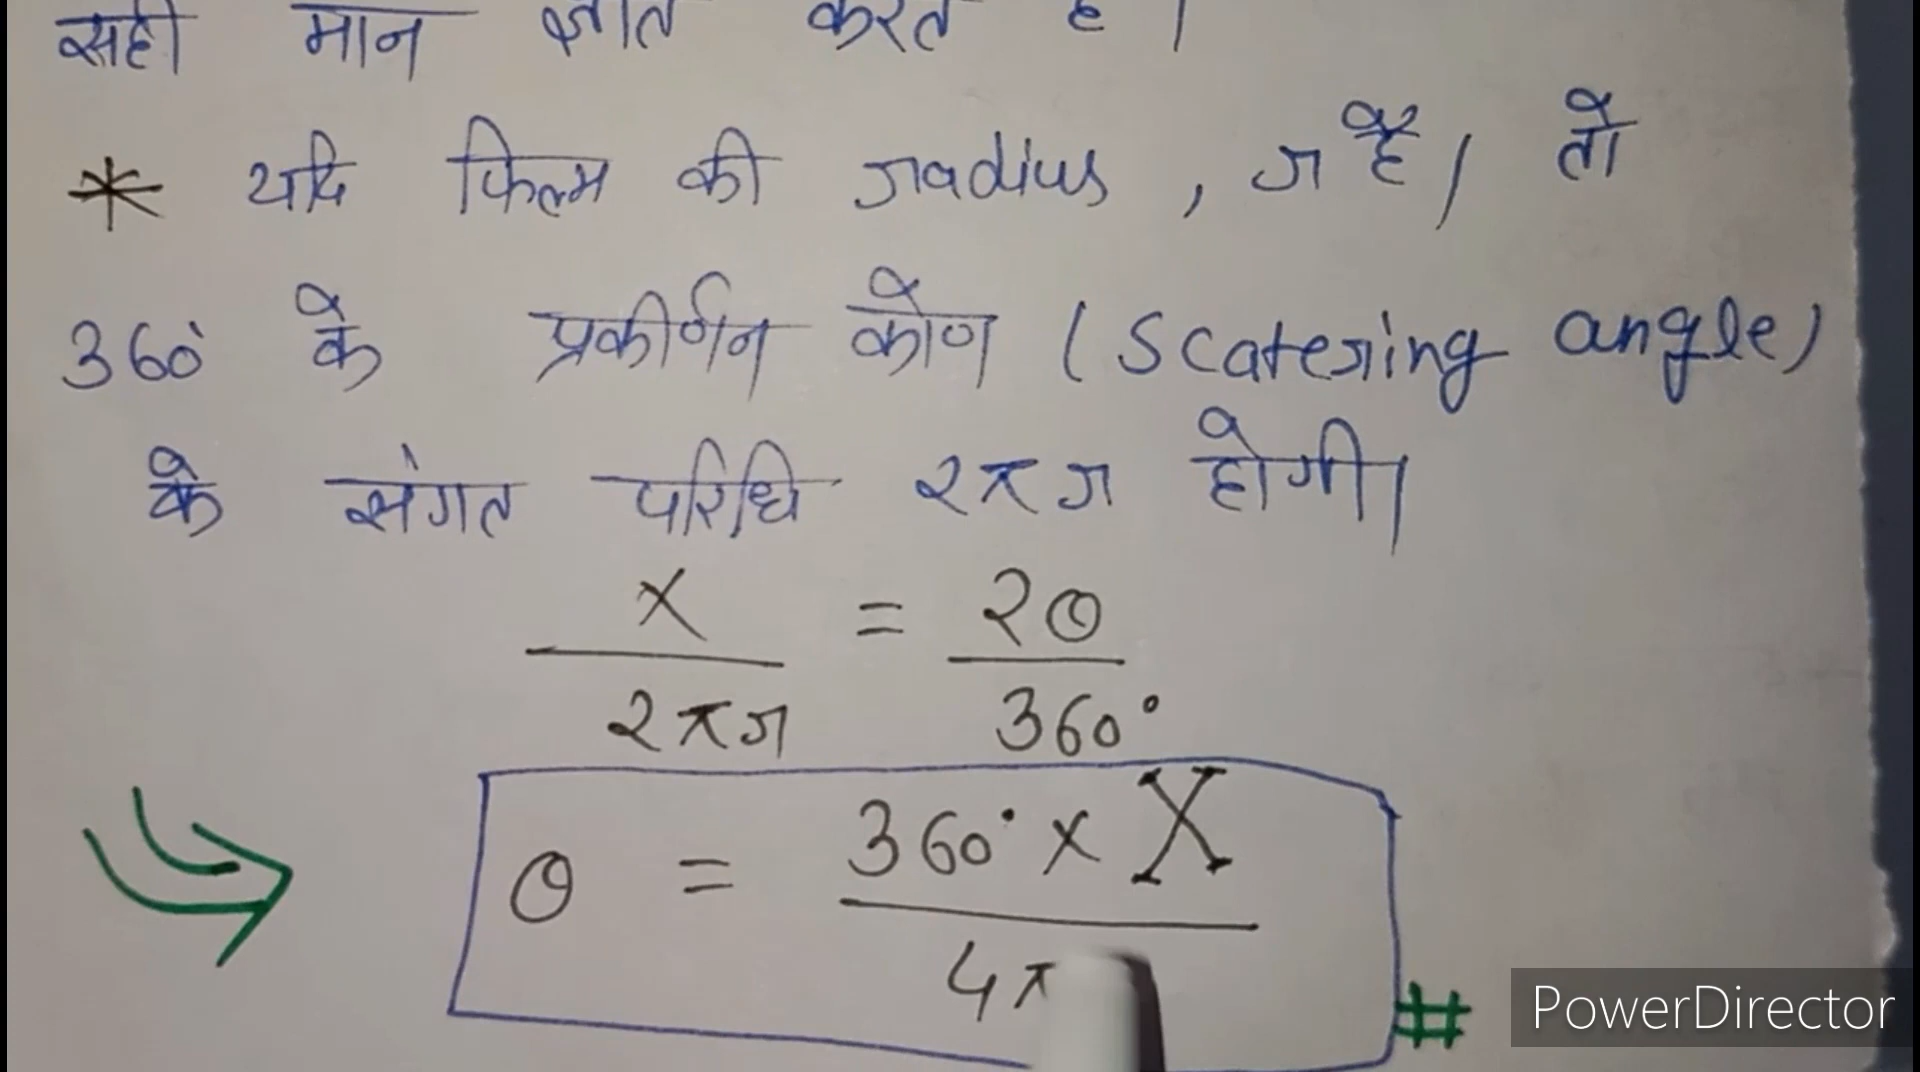 सही मान ज्ञात करते है।
* यदि फिल्म की radius, r है। तो
360° के प्रकीर्णन कोण (Scatering angle)
के संगत परिधि 2πr होगी।
x / 2πr = 2θ / 360°
θ = 360° × X / 4π
#
PowerDirector